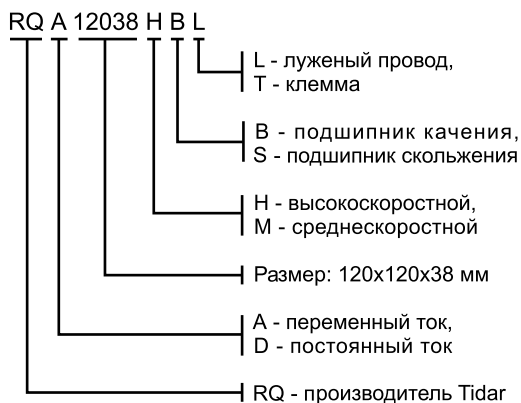 RQ A 12038 H B L
L - луженый провод,
T - клемма
B - подшипник качения,
S - подшипник скольжения
H - высокоскоростной,
M - среднескоростной
Размер: 120x120x38 мм
A - переменный ток,
D - постоянный ток
RQ - производитель Tidar